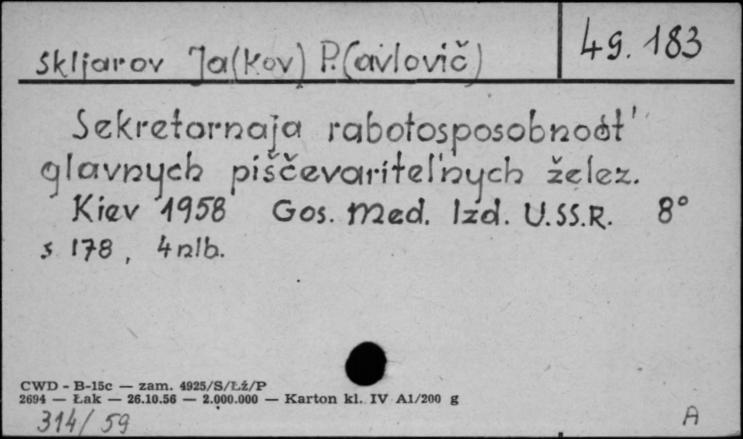 Skljarov Ja(kov) P.(avlovič)
49. 183
Sekretornaja rabotosposobnost'
glavnych piščevaritel'nych želez.
Kiev 1958 Gos. Med. Izd. U.SS.R. 8°
s 178, 4 nlb.
CWD - B-15c — zam. 4925/S/Łź/P
2694 — Łak — 26.10.56 — 2.000.000 — Karton kl. IV A1/200 g
314/59
A